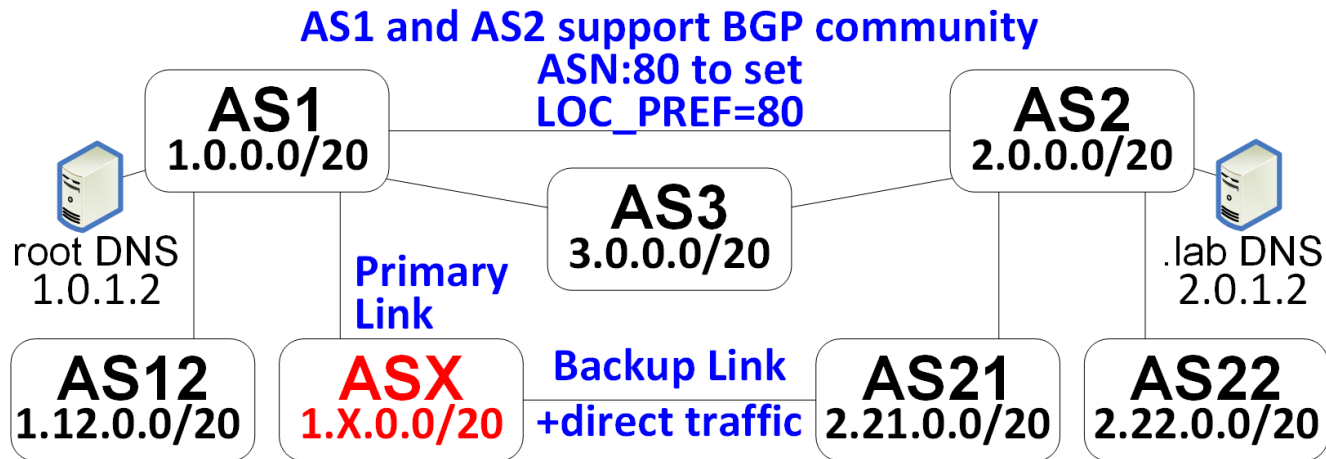 AS1 and AS2 support BGP community
ASN:80 to set
LOC_PREF=80
AS1
1.0.0.0/20
AS2
2.0.0.0/20
root DNS
1.0.1.2
AS3
3.0.0.0/20
.lab DNS
2.0.1.2
Primary
Link
AS12
1.12.0.0/20
ASX
1.X.0.0/20
Backup Link
+direct traffic
AS21
2.21.0.0/20
AS22
2.22.0.0/20